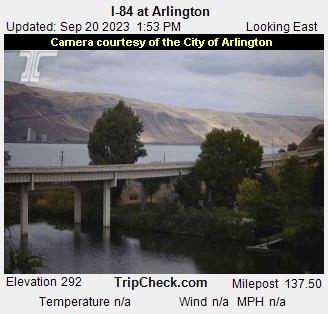 I-84 at Arlington
Updated: Sep 20 2023 1:53 PM Looking East
Camera courtesy of the City of Arlington
Elevation 292 TripCheck.com Milepost 137.50
Temperature n/a Wind n/a MPH n/a